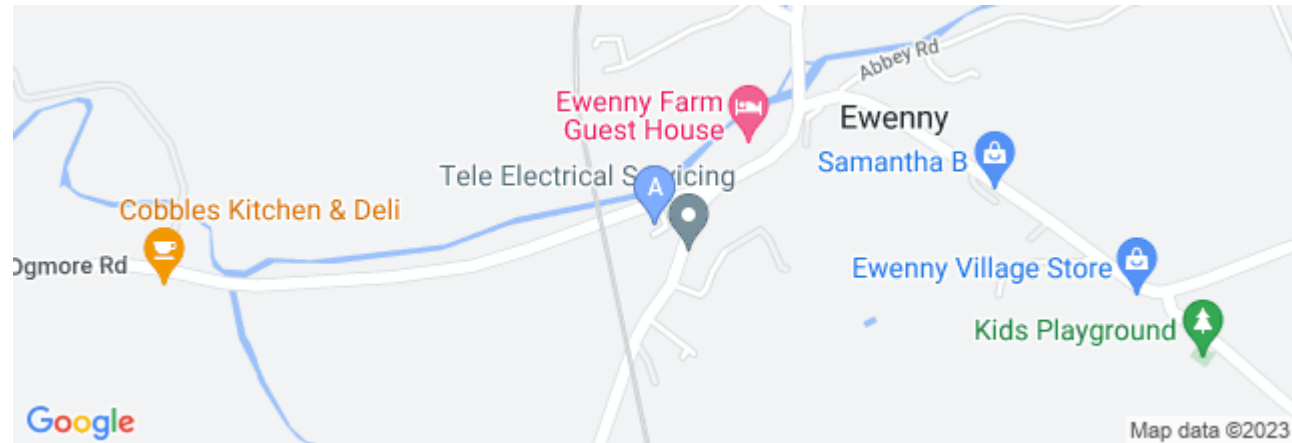 Abbey Rd
Ewenny Farm
Guest House
Ewenny
Samantha B
Tele Electrical Servicing
A
Cobbles Kitchen & Deli
Ogmore Rd
Ewenny Village Store
Kids Playground
Google
Map data ©2023